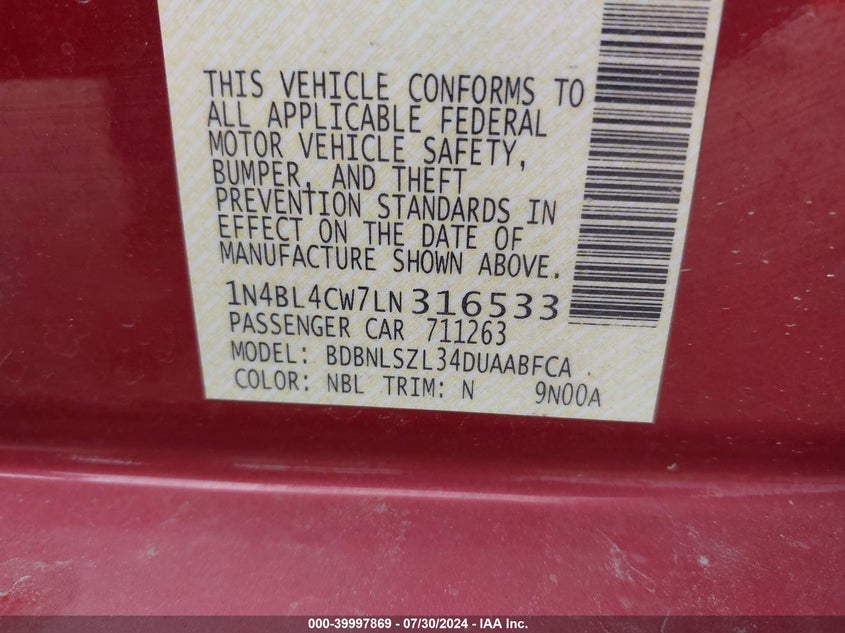 THIS VEHICLE CONFORMS TO
ALL APPLICABLE FEDERAL
MOTOR VEHICLE SAFETY,
BUMPER, AND THEFT
PREVENTION STANDARDS IN
EFFECT ON THE DATE OF
MANUFACTURE SHOWN ABOVE.
1N4BL4CW7LN316533
PASSENGER CAR 711263
MODEL: BDBNLSZL34DUAABFCA
COLOR: NBL TRIM: N 9N00A
000-39997869 - 07/30/2024 - IAA Inc.